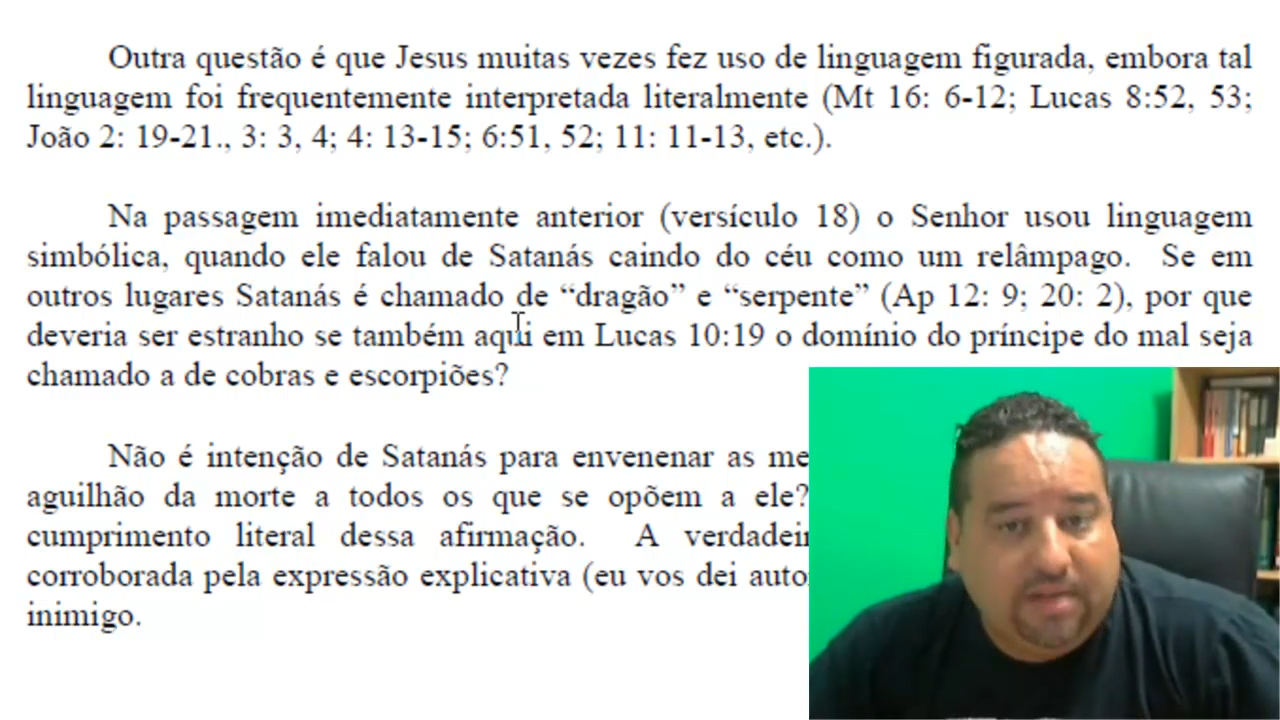 Outra questão é que Jesus muitas vezes fez uso de linguagem figurada, embora tal
linguagem foi frequentemente interpretada literalmente (Mt 16: 6-12; Lucas 8:52, 53;
João 2: 19-21., 3: 3, 4; 4: 13-15; 6:51, 52; 11: 11-13, etc.).
Na passagem imediatamente anterior (versículo 18) o Senhor usou linguagem
simbólica, quando ele falou de Satanás caindo do céu como um relâmpago. Se em
outros lugares Satanás é chamado de “dragão” e “serpente” (Ap 12: 9; 20: 2), por que
deveria ser estranho se também aqui em Lucas 10:19 o domínio do príncipe do mal seja
chamado a de cobras e escorpiões?
Não é intenção de Satanás para envenenar as me
aguilhão da morte a todos os que se opõem a ele?
cumprimento literal dessa afirmação. A verdadeir
corroborada pela expressão explicativa (eu vos dei auto
inimigo.